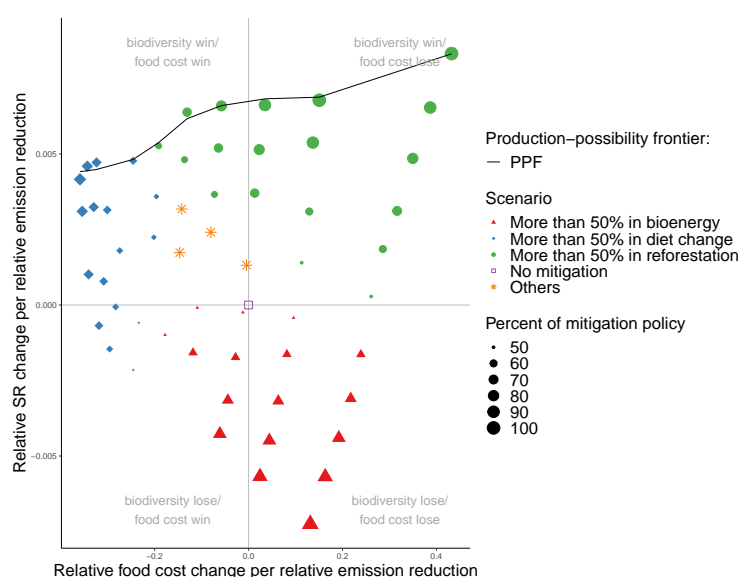 biodiversity win/
food cost win
biodiversity win/
food cost lose
0.005
0.000
−0.005
Relative SR change per relative emission reduction
biodiversity lose/
food cost win
biodiversity lose/
food cost lose
−0.2
0.0
0.2
0.4
Relative food cost change per relative emission reduction
Production−possibility frontier:
PPF
Scenario
More than 50% in bioenergy
More than 50% in diet change
More than 50% in reforestation
No mitigation
Others
Percent of mitigation policy
50
60
70
80
90
100